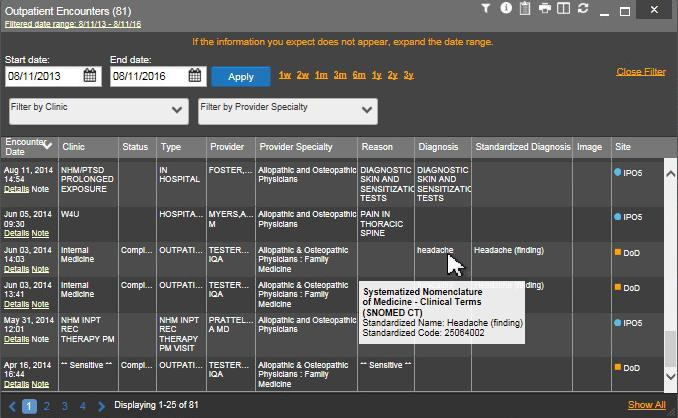 Outpatient Encounters (81)
Filtered date range: 8/11/13 - 8/11/16
If the information you expect does not appear, expand the date range.
Start date: End date:
08/11/2013 08/11/2016 Apply 1w 2w 1m 3m 6m 1y 2y 3y Close Filter
Filter by Clinic Filter by Provider Specialty
Encounter Date Clinic Status Type Provider Provider Specialty Reason Diagnosis Standardized Diagnosis Image Site
Aug 11, 2014 NHM/PTSD IN FOSTER,... Allopathic and Osteopathic DIAGNOSTIC DIAGNOSTIC IPO5
14:54 PROLONGED HOSPITAL Physicians SKIN AND SKIN AND
Details Note EXPOSURE SENSITIZATIC SENSITIZATIC
TESTS TESTS
Jun 05, 2014 W4U HOSPITA... MYERS,A... Allopathic and Osteopathic PAIN IN IPO5
09:30 M Physicians THORACIC
Details Note SPINE
Jun 03, 2014 Internal Compl... OUTPATI... TESTER... Allopathic & Osteopathic headache Headache (finding) DoD
14:03 Medicine IQA Physicians : Family
Details Note Medicine
Jun 03, 2014 Internal Compl... OUTPATI... TESTER... Allopathic & Osteopathic DoD
13:41 Medicine IQA Physicians : Family
Details Note Medicine
Systematized Nomenclature
of Medicine - Clinical Terms
(SNOMED CT)
Standardized Name: Headache (finding)
Standardized Code: 25064002
May 31, 2014 NHM INPT NHM INPT PRATTEL... Allopathic and Osteopathic IPO5
12:01 REC REC A MD Physicians
Details Note THERAPY PM THERAPY
PM VISIT
Apr 16, 2014 ** Sensitive ** Compl... OUTPATI... TESTER... Allopathic & Osteopathic ** Sensitive ** DoD
16:44 IQA Physicians : Family
Details Note Medicine
1 2 3 4 Displaying 1-25 of 81 Show All